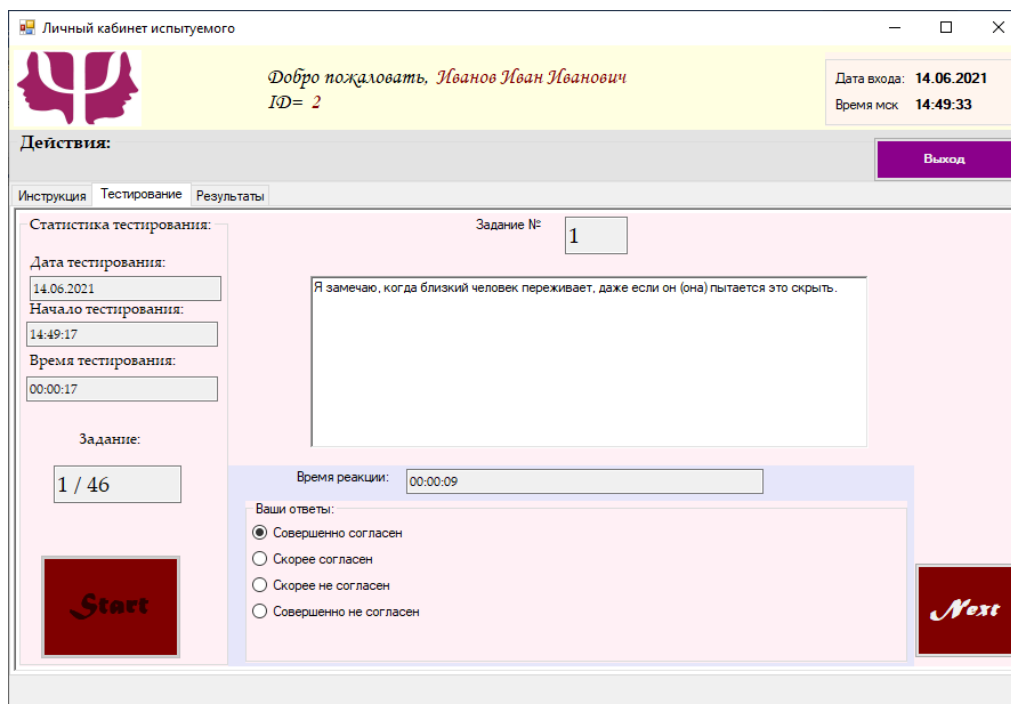 Личный кабинет испытуемого
Добро пожаловать, Иванов Иван Иванович
ID= 2
Дата входа: 14.06.2021
Время мск 14:49:33
Действия:
Выход
Инструкция Тестирование Результаты
Статистика тестирования:
Дата тестирования:
14.06.2021
Начало тестирования:
14:49:17
Время тестирования:
00:00:17
Задание:
1 / 46
Start
Задание № 1
Я замечаю, когда близкий человек переживает, даже если он (она) пытается это скрыть.
Время реакции: 00:00:09
Ваши ответы:
Совершенно согласен
Скорее согласен
Скорее не согласен
Совершенно не согласен
Next